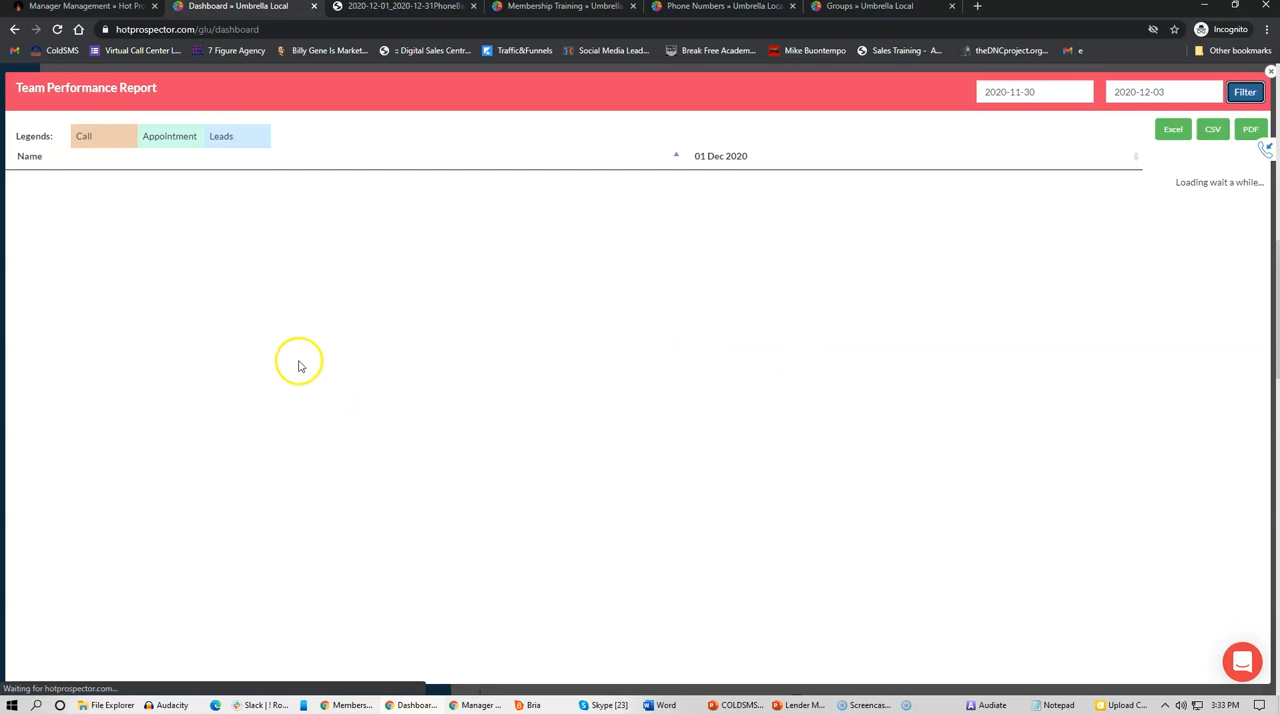 Manager Management « Hot Pro
Dashboard » Umbrella Local
2020-12-01_2020-12-31PhoneBa
Membership Training » Umbrella
Phone Numbers » Umbrella Loc
Groups » Umbrella Local
hotprospector.com/glu/dashboard
Incognito
ColdSMS
Virtual Call Center L...
7 Figure Agency
Billy Gene Is Market...
:: Digital Sales Center
Traffic&Funnels
Social Media Lead...
Break Free Academ...
Mike Buontempo
Sales Training - A...
theDNCproject.org...
e
Other bookmarks
Team Performance Report
2020-11-30
2020-12-03
Filter
Legends:
Call
Appointment
Leads
Excel
CSV
PDF
Name
01 Dec 2020
Loading wait a while...
Waiting for hotprospector.com...
File Explorer
Audacity
Slack | ! Ro...
Members...
Dashboar...
Manager ...
Bria
Skype [23]
Word
COLDSMS...
Lender M...
Screencas...
Audiate
Notepad
Upload C...
3:33 PM